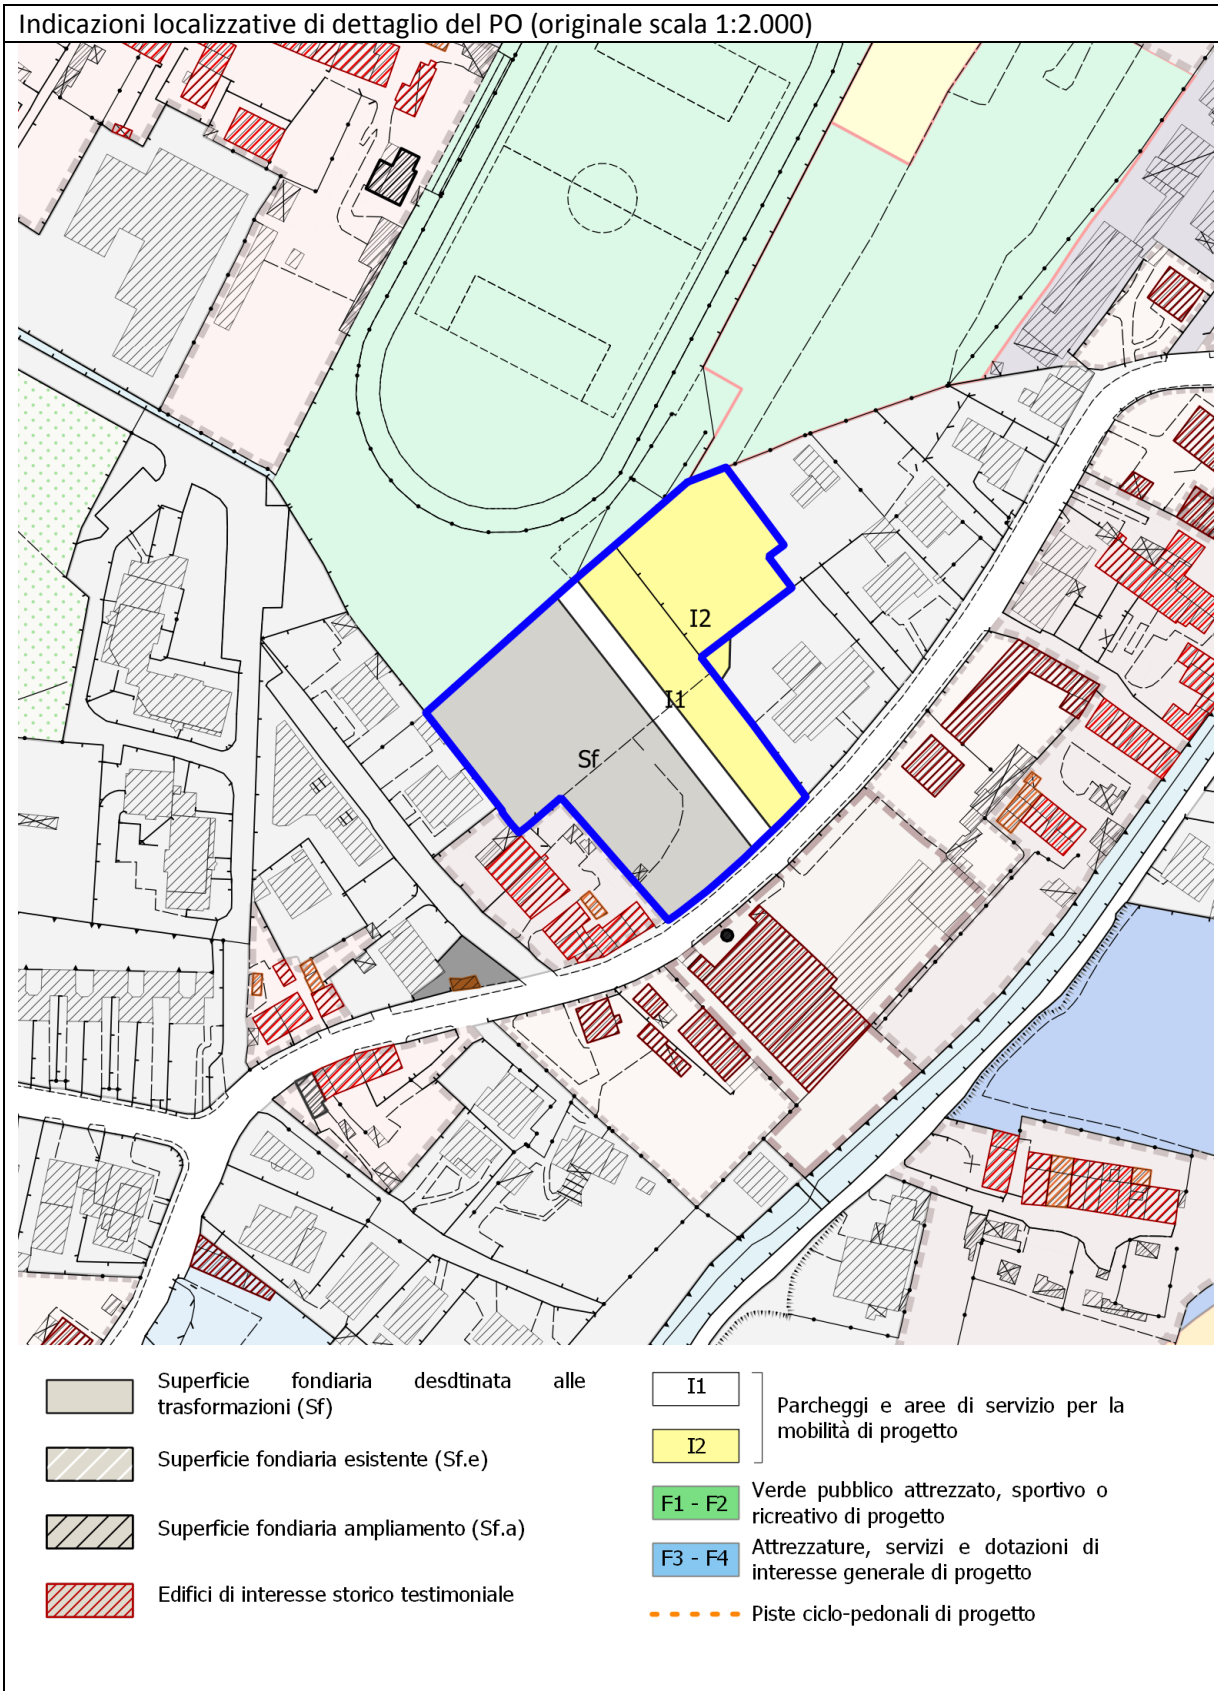 Indicazioni localizzative di dettaglio del PO (originale scala 1:2.000)
I2
I1
Sf
Superficie fondiaria desdtinata alle
trasformazioni (Sf)
Superficie fondiaria esistente (Sf.e)
Superficie fondiaria ampliamento (Sf.a)
Edifici di interesse storico testimoniale
I1
I2
Parcheggi e aree di servizio per la
mobilità di progetto
F1 - F2
Verde pubblico attrezzato, sportivo o
ricreativo di progetto
F3 - F4
Attrezzature, servizi e dotazioni di
interesse generale di progetto
Piste ciclo-pedonali di progetto